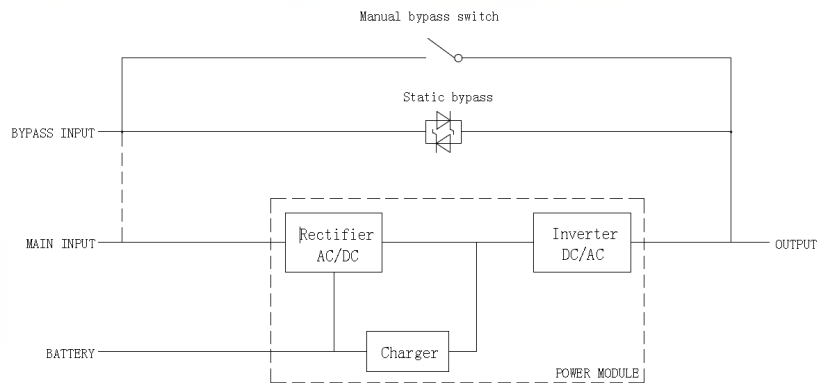 Manual bypass switch
Static bypass
BYPASS INPUT
MAIN INPUT
Rectifier
AC/DC
Inverter
DC/AC
OUTPUT
BATTERY
Charger
POWER MODULE